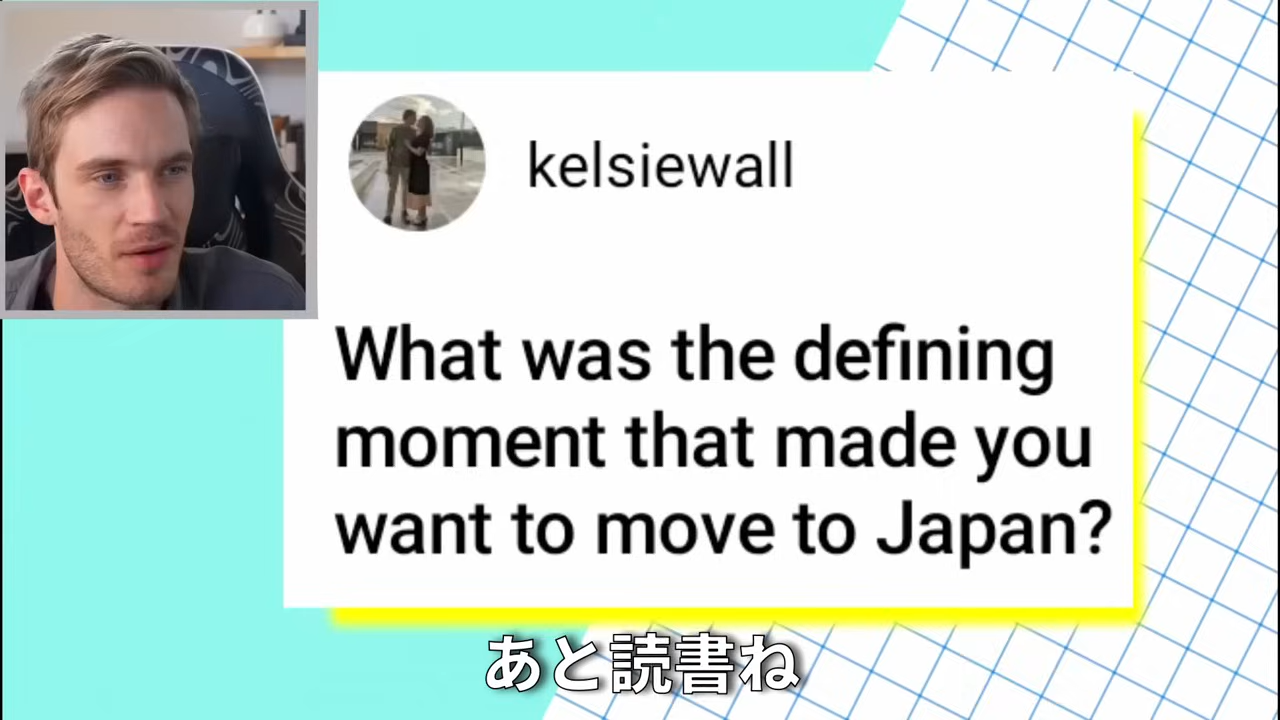 kelsiewall
What was the defining
moment that made you
want to move to Japan?
あと読書ね